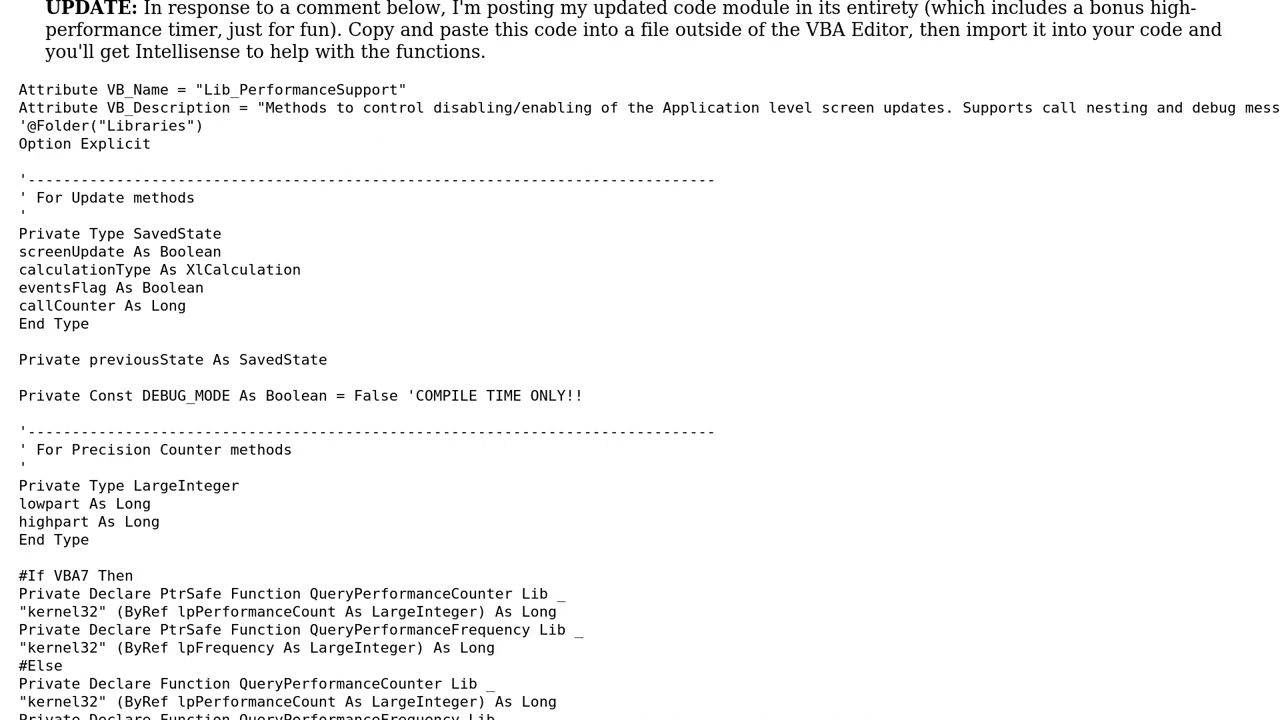 UPDATE: In response to a comment below, I'm posting my updated code module in its entirety (which includes a bonus high-
performance timer, just for fun). Copy and paste this code into a file outside of the VBA Editor, then import it into your code and
you'll get Intellisense to help with the functions.
Attribute VB_Name = "Lib_PerformanceSupport"
Attribute VB_Description = "Methods to control disabling/enabling of the Application level screen updates. Supports call nesting and debug mess
'@Folder("Libraries")
Option Explicit
'------------------------------------------------------------------------------
' For Update methods
'
Private Type SavedState
screenUpdate As Boolean
calculationType As XlCalculation
eventsFlag As Boolean
callCounter As Long
End Type
Private previousState As SavedState
Private Const DEBUG_MODE As Boolean = False 'COMPILE TIME ONLY!!
'------------------------------------------------------------------------------
' For Precision Counter methods
'
Private Type LargeInteger
lowpart As Long
highpart As Long
End Type
#If VBA7 Then
Private Declare PtrSafe Function QueryPerformanceCounter Lib _
"kernel32" (ByRef lpPerformanceCount As LargeInteger) As Long
Private Declare PtrSafe Function QueryPerformanceFrequency Lib _
"kernel32" (ByRef lpFrequency As LargeInteger) As Long
#Else
Private Declare Function QueryPerformanceCounter Lib _
"kernel32" (ByRef lpPerformanceCount As LargeInteger) As Long
Private Declare Function QueryPerformanceFrequency Lib